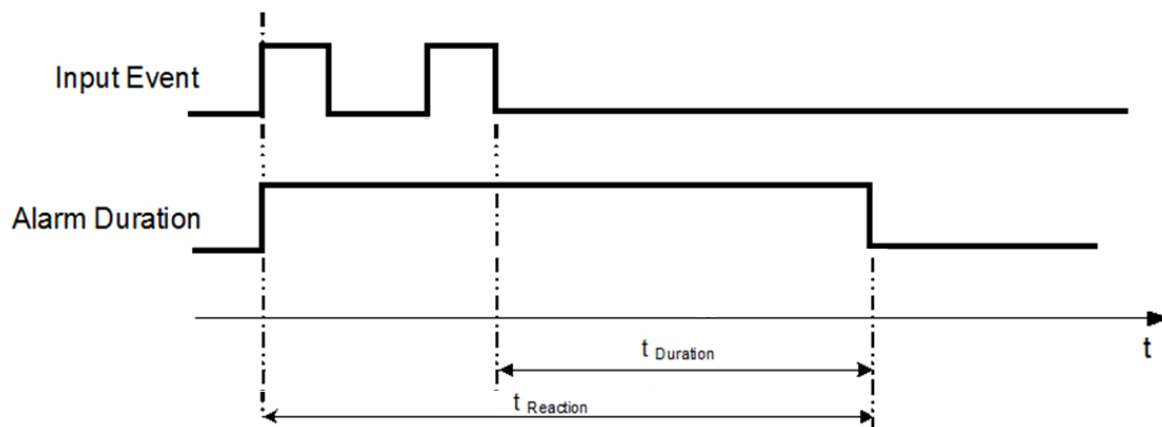 Input Event
Alarm Duration
t
t Duration
t Reaction